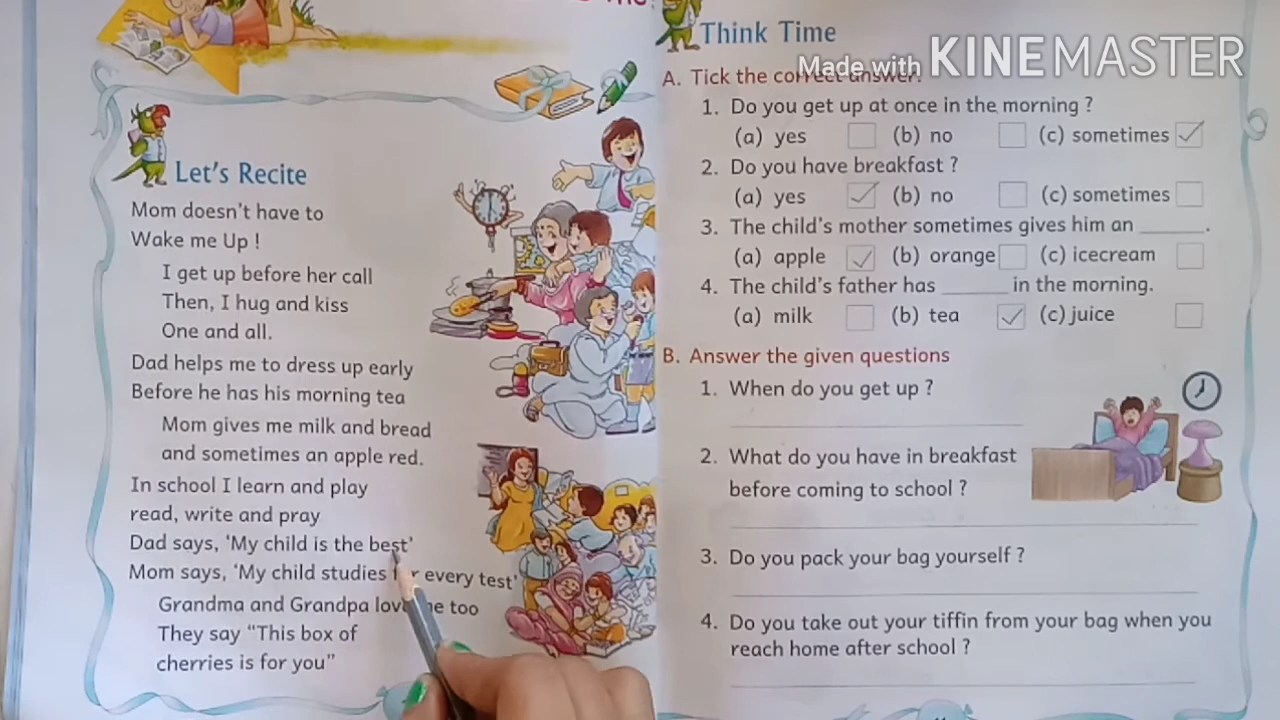 Let's Recite
Mom doesn't have to
Wake me Up !
I get up before her call
Then, I hug and kiss
One and all.
Dad helps me to dress up early
Before he has his morning tea
Mom gives me milk and bread
and sometimes an apple red.
In school I learn and play
read, write and pray
Dad says, 'My child is the best'
Mom says, 'My child studies every test'
Grandma and Grandpa too
They say "This box of
cherries is for you"
Think Time
Made with KINEMASTER
A. Tick the correct answer.
1. Do you get up at once in the morning ?
(a) yes (b) no (c) sometimes ✓
2. Do you have breakfast ?
(a) yes ✓ (b) no (c) sometimes
3. The child's mother sometimes gives him an ______.
(a) apple ✓ (b) orange (c) icecream
4. The child's father has ______ in the morning.
(a) milk (b) tea ✓ (c) juice
B. Answer the given questions
1. When do you get up ?
2. What do you have in breakfast
before coming to school ?
3. Do you pack your bag yourself ?
4. Do you take out your tiffin from your bag when you
reach home after school ?